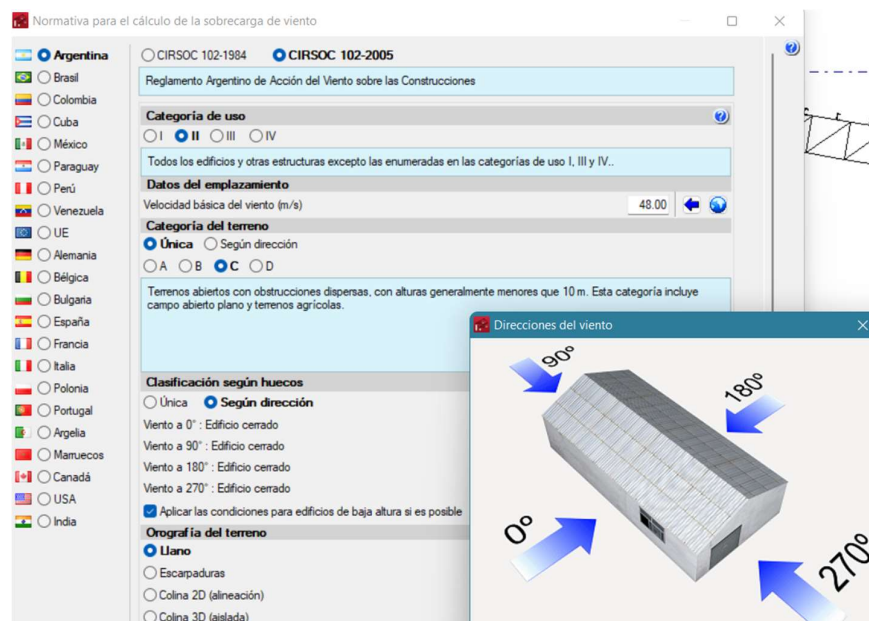 Normativa para el cálculo de la sobrecarga de viento
Argentina
Brasil
Colombia
Cuba
México
Paraguay
Perú
Venezuela
UE
Alemania
Bélgica
Bulgaria
España
Francia
Italia
Polonia
Portugal
Argelia
Marruecos
Canadá
USA
India
CIRSOC 102-1984 CIRSOC 102-2005
Reglamento Argentino de Acción del Viento sobre las Construcciones
Categoría de uso
I II III IV
Todos los edificios y otras estructuras excepto las enumeradas en las categorías de uso I, III y IV..
Datos del emplazamiento
Velocidad básica del viento (m/s) 48.00
Categoría del terreno
Única Según dirección
A B C D
Terrenos abiertos con obstrucciones dispersas, con alturas generalmente menores que 10 m. Esta categoría incluye
campo abierto plano y terrenos agrícolas.
Clasificación según huecos
Única Según dirección
Viento a 0° : Edificio cerrado
Viento a 90° : Edificio cerrado
Viento a 180° : Edificio cerrado
Viento a 270° : Edificio cerrado
Aplicar las condiciones para edificios de baja altura si es posible
Orografía del terreno
Llano
Escarpaduras
Colina 2D (alineación)
Colina 3D (aislada)
Direcciones del viento
90º
180º
0º
270º